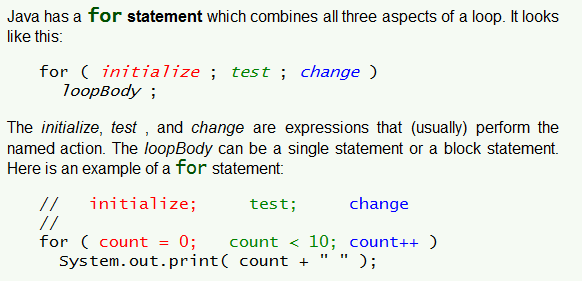 Java has a for statement which combines all three aspects of a loop. It looks
like this:
for ( initialize ; test ; change )
loopBody ;
The initialize, test , and change are expressions that (usually) perform the
named action. The loopBody can be a single statement or a block statement.
Here is an example of a for statement:
// initialize; test; change
//
for ( count = 0; count < 10; count++ )
System.out.print( count + " " );